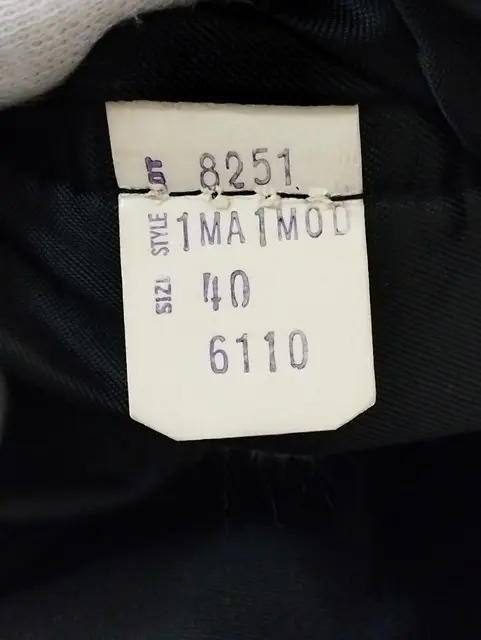 LOT 8251
STYLE 1MA1MOD
SIZE 40
6110